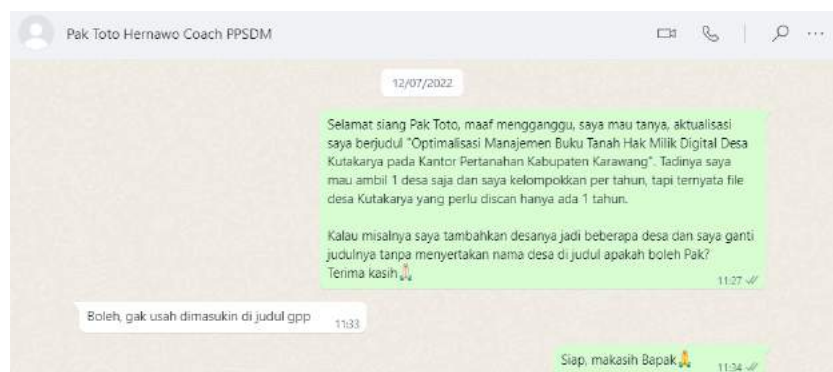 Pak Toto Hernawo Coach PPSDM
12/07/2022
Selamat siang Pak Toto, maaf mengganggu, saya mau tanya, aktualisasi
saya berjudul "Optimalisasi Manajemen Buku Tanah Hak Milik Digital Desa
Kutakarya pada Kantor Pertanahan Kabupaten Karawang". Tadinya saya
mau ambil 1 desa saja dan saya kelompokkan per tahun, tapi ternyata file
desa Kutakarya yang perlu discan hanya ada 1 tahun.
Kalau misalnya saya tambahkan desanya jadi beberapa desa dan saya ganti
judulnya tanpa menyertakan nama desa di judul apakah boleh Pak?
Terima kasih🙏
11:27
Boleh, gak usah dimasukin di judul gpp
11:33
Siap, makasih Bapak🙏
11:34